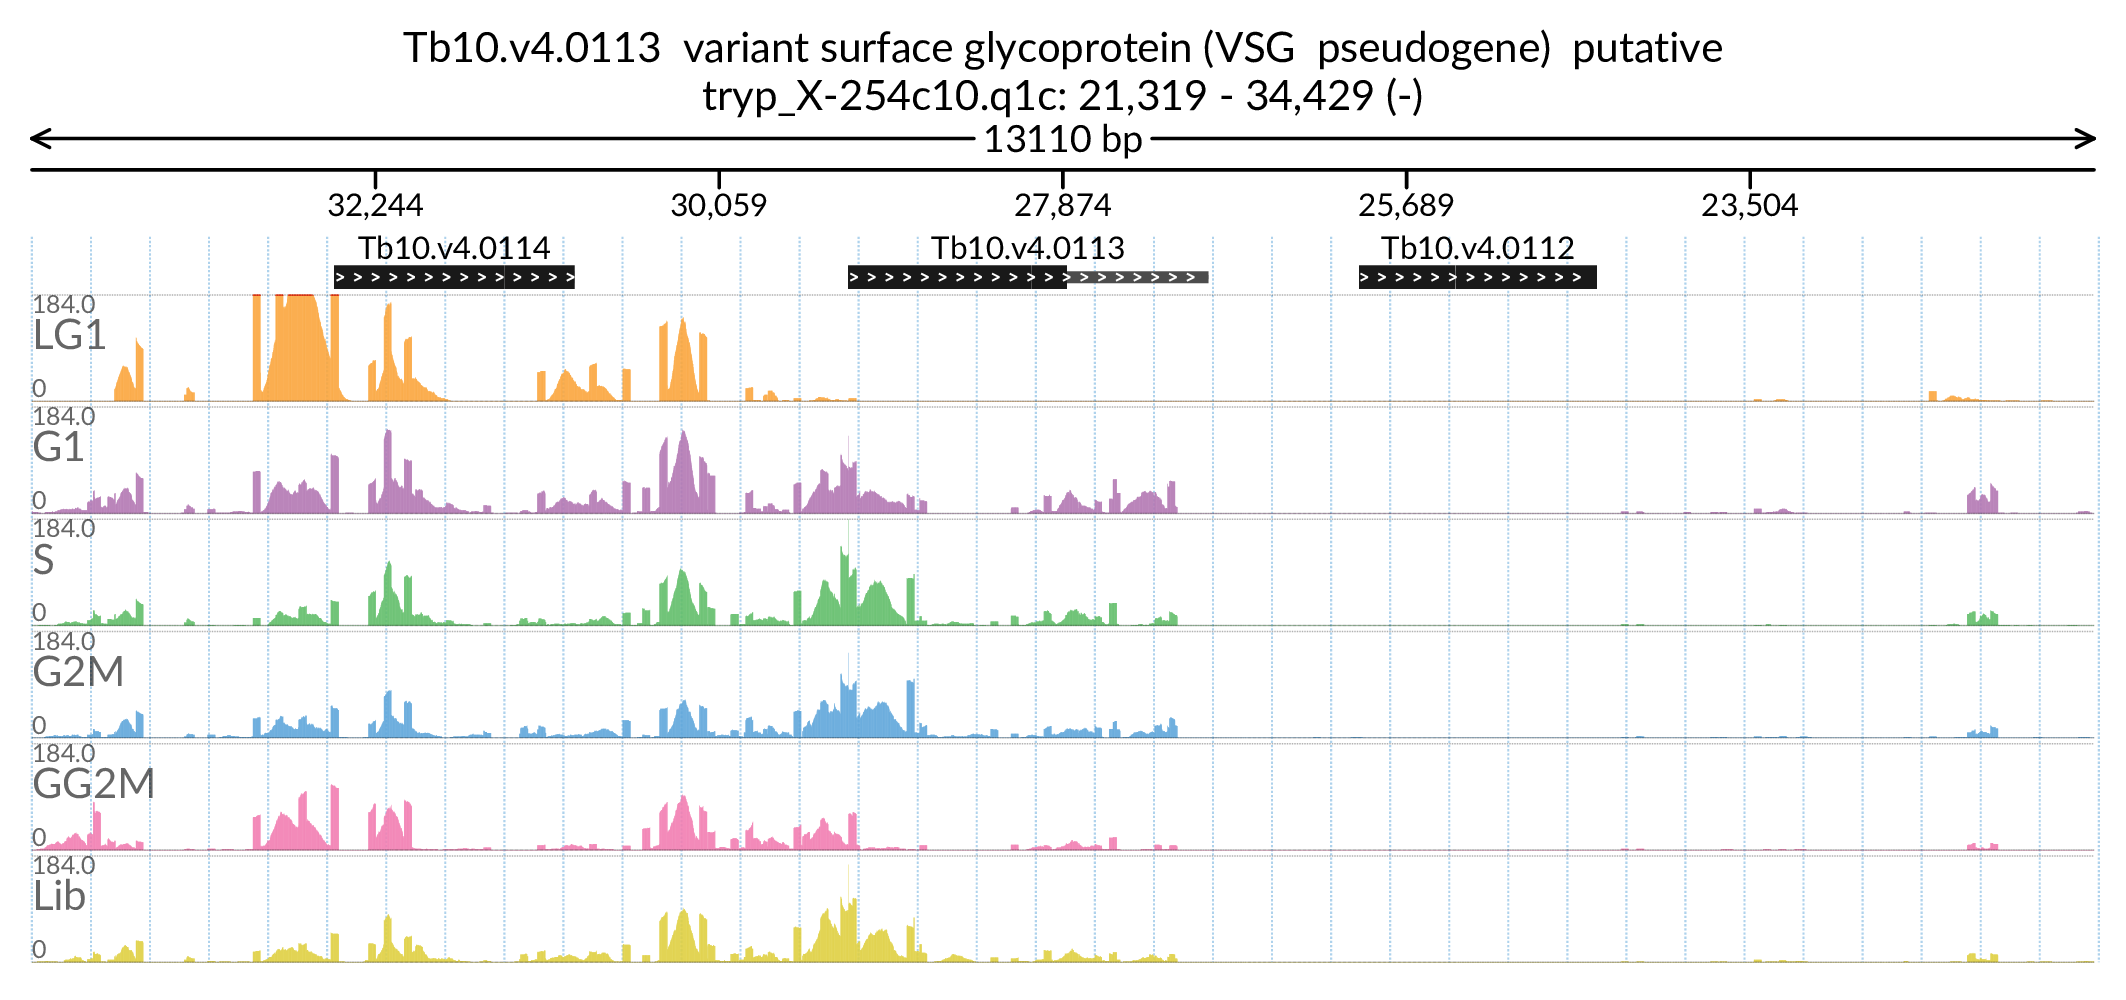 Tb10.v4.0113 variant surface glycoprotein (VSG pseudogene) putative
tryp_X-254c10.q1c: 21,319 - 34,429 (-)
13110 bp
32,244 30,059 27,874 25,689 23,504
Tb10.v4.0114 Tb10.v4.0113 Tb10.v4.0112
184.0
LG1
0
184.0
G1
0
184.0
S
0
184.0
G2M
0
184.0
GG2M
0
184.0
Lib
0